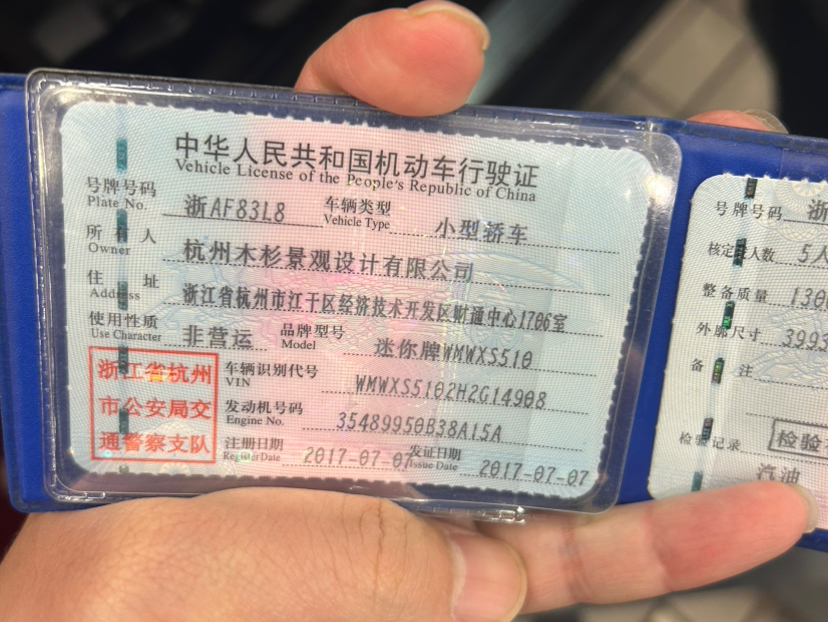 中华人民共和国机动车行驶证
Vehicle License of the People's Republic of China
号牌号码 浙AF83L8 车辆类型 小型轿车
Plate No. Vehicle Type
所有人 杭州木杉景观设计有限公司
Owner
住址 浙江省杭州市江干区经济技术开发区财通中心1706室
Address
使用性质 非营运 品牌型号 迷你牌WMWXS510
Use Character Model
浙江省杭州
市公安局交
通警察支队
车辆识别代号 WMWXS5102H2G14908
VIN
发动机号码 35489950B38A15A
Engine No.
注册日期 2017-07-07 发证日期 2017-07-07
Register Date Issue Date
号牌号码 浙
核定载人数 5人
整备质量 130
外廓尺寸 3993
备注
检验记录 检验
汽油